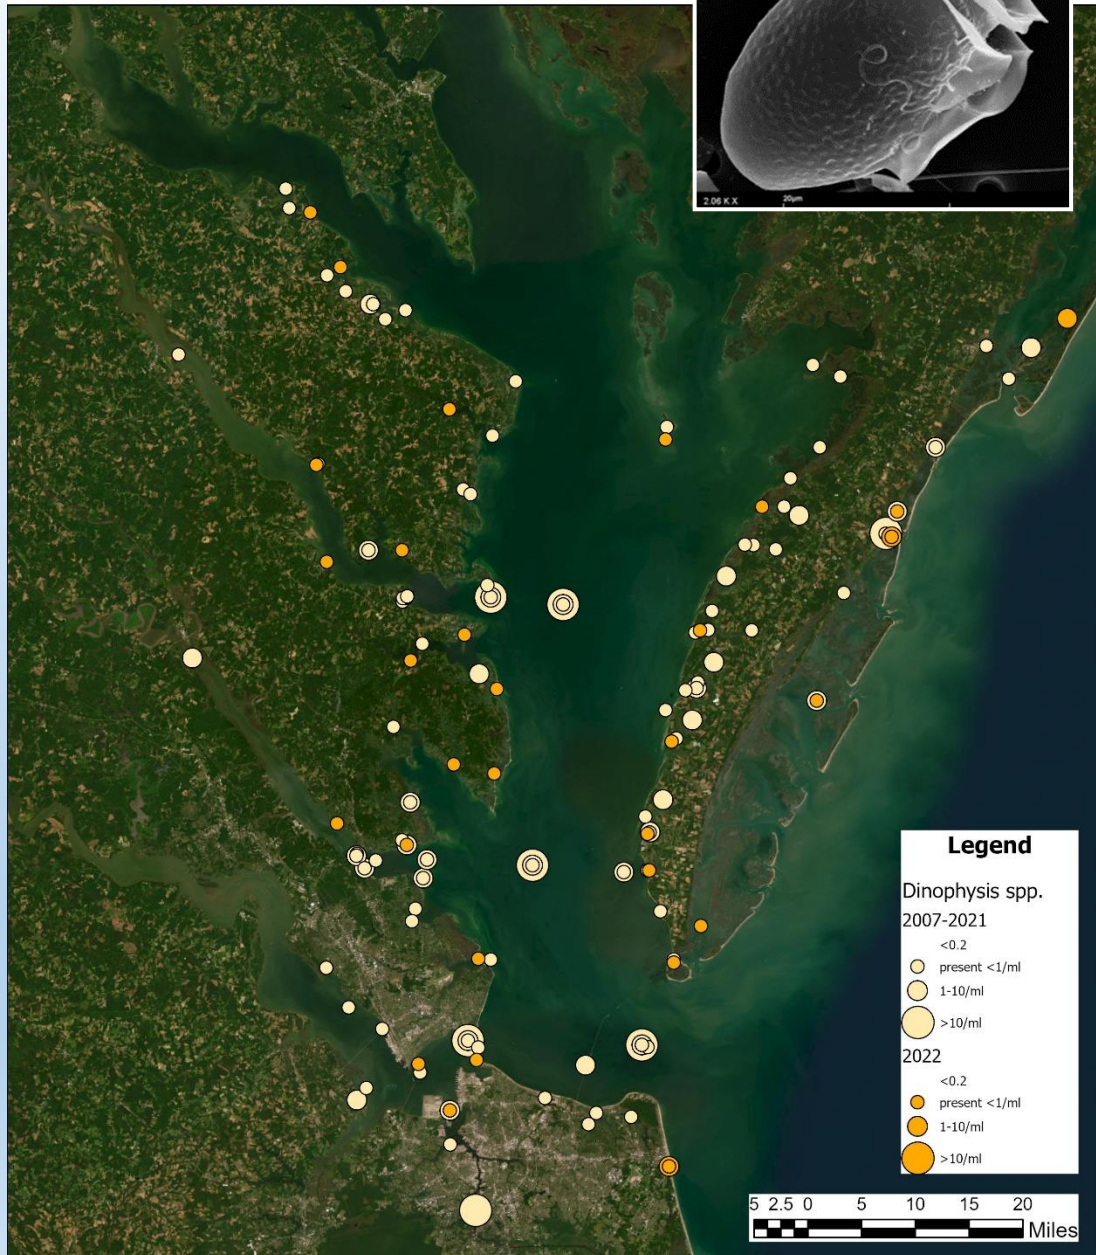 2.06 K X 20µm
Legend
Dinophysis spp.
2007-2021
<0.2
present <1/ml
1-10/ml
>10/ml
2022
<0.2
present <1/ml
1-10/ml
>10/ml
5 2.5 0 5 10 15 20
Miles